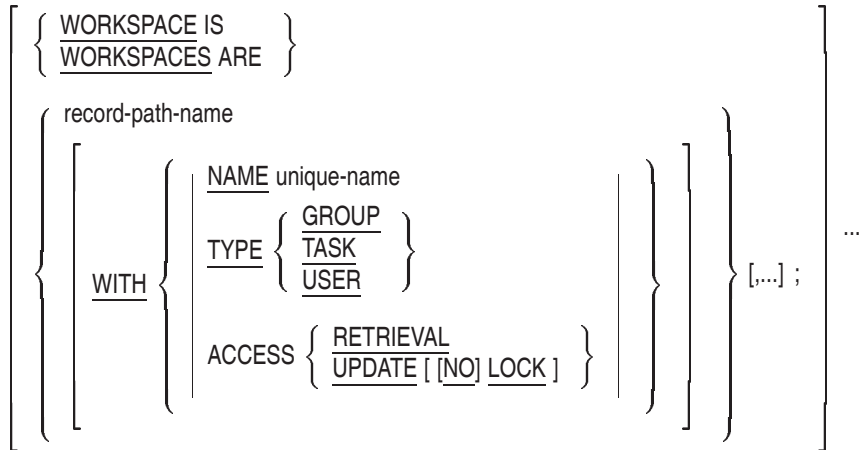 WORKSPACE IS
WORKSPACES ARE
record-path-name
WITH
NAME unique-name
TYPE
GROUP
TASK
USER
ACCESS
RETRIEVAL
UPDATE [ [NO] LOCK ]
[,...] ;
...